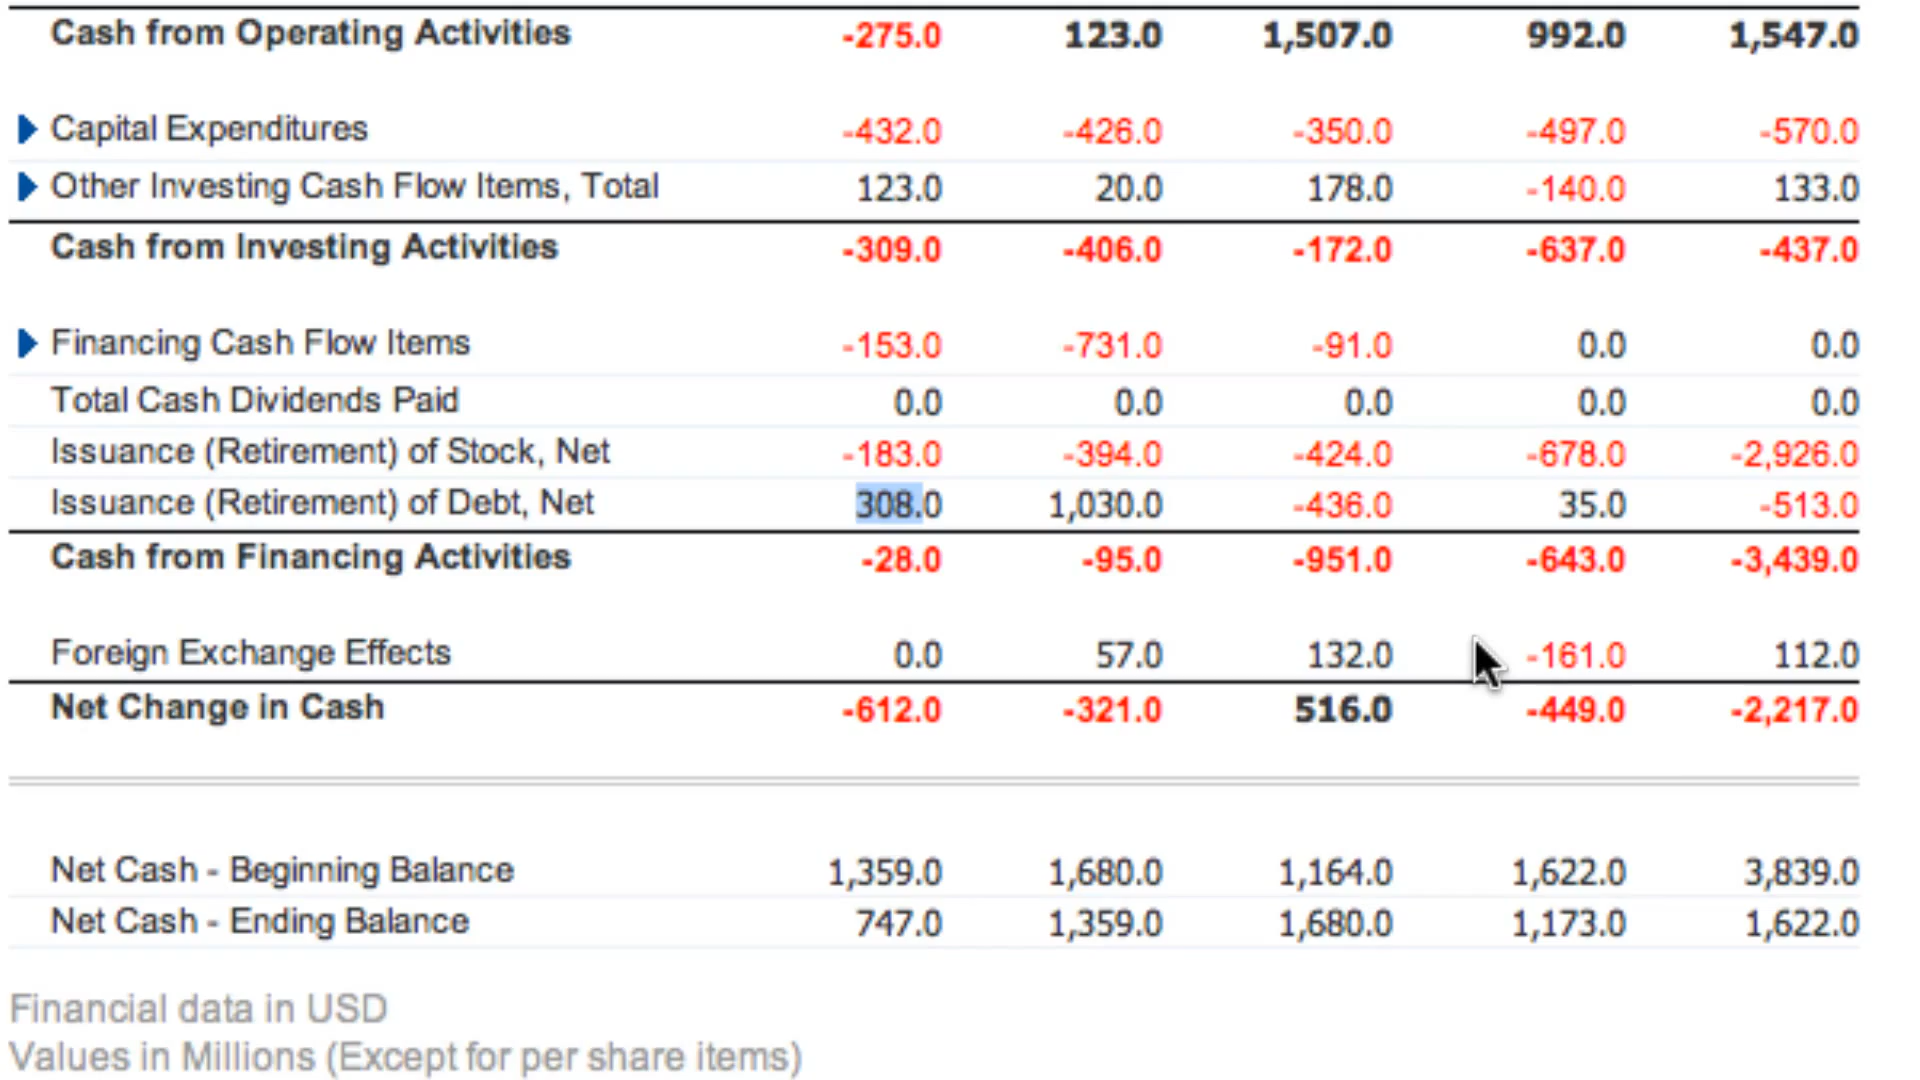 Cash from Operating Activities -275.0 123.0 1,507.0 992.0 1,547.0
Capital Expenditures -432.0 -426.0 -350.0 -497.0 -570.0
Other Investing Cash Flow Items, Total 123.0 20.0 178.0 -140.0 133.0
Cash from Investing Activities -309.0 -406.0 -172.0 -637.0 -437.0
Financing Cash Flow Items -153.0 -731.0 -91.0 0.0 0.0
Total Cash Dividends Paid 0.0 0.0 0.0 0.0 0.0
Issuance (Retirement) of Stock, Net -183.0 -394.0 -424.0 -678.0 -2,926.0
Issuance (Retirement) of Debt, Net 308.0 1,030.0 -436.0 35.0 -513.0
Cash from Financing Activities -28.0 -95.0 -951.0 -643.0 -3,439.0
Foreign Exchange Effects 0.0 57.0 132.0 -161.0 112.0
Net Change in Cash -612.0 -321.0 516.0 -449.0 -2,217.0
Net Cash - Beginning Balance 1,359.0 1,680.0 1,164.0 1,622.0 3,839.0
Net Cash - Ending Balance 747.0 1,359.0 1,680.0 1,173.0 1,622.0
Financial data in USD
Values in Millions (Except for per share items)